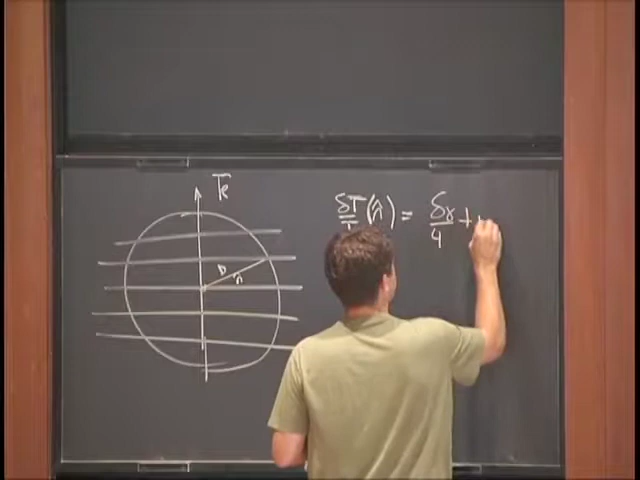 k⃗
δT/T (n̂) = δγ/4 +
D n̂